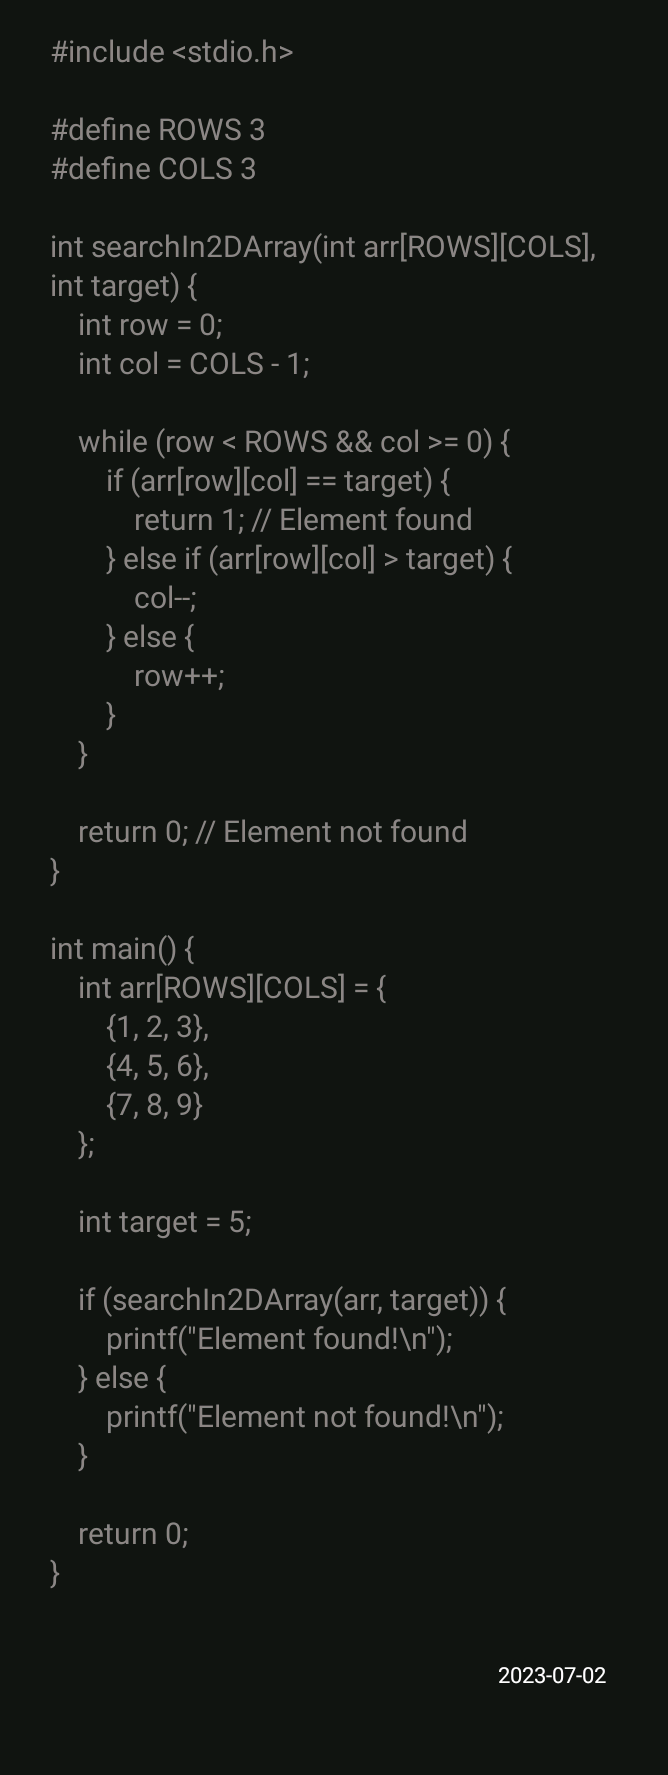 #include <stdio.h>

#define ROWS 3
#define COLS 3

int searchIn2DArray(int arr[ROWS][COLS],
int target) {
    int row = 0;
    int col = COLS - 1;

    while (row < ROWS && col >= 0) {
        if (arr[row][col] == target) {
            return 1; // Element found
        } else if (arr[row][col] > target) {
            col--;
        } else {
            row++;
        }
    }

    return 0; // Element not found
}

int main() {
    int arr[ROWS][COLS] = {
        {1, 2, 3},
        {4, 5, 6},
        {7, 8, 9}
    };

    int target = 5;

    if (searchIn2DArray(arr, target)) {
        printf("Element found!\n");
    } else {
        printf("Element not found!\n");
    }

    return 0;
}

2023-07-02